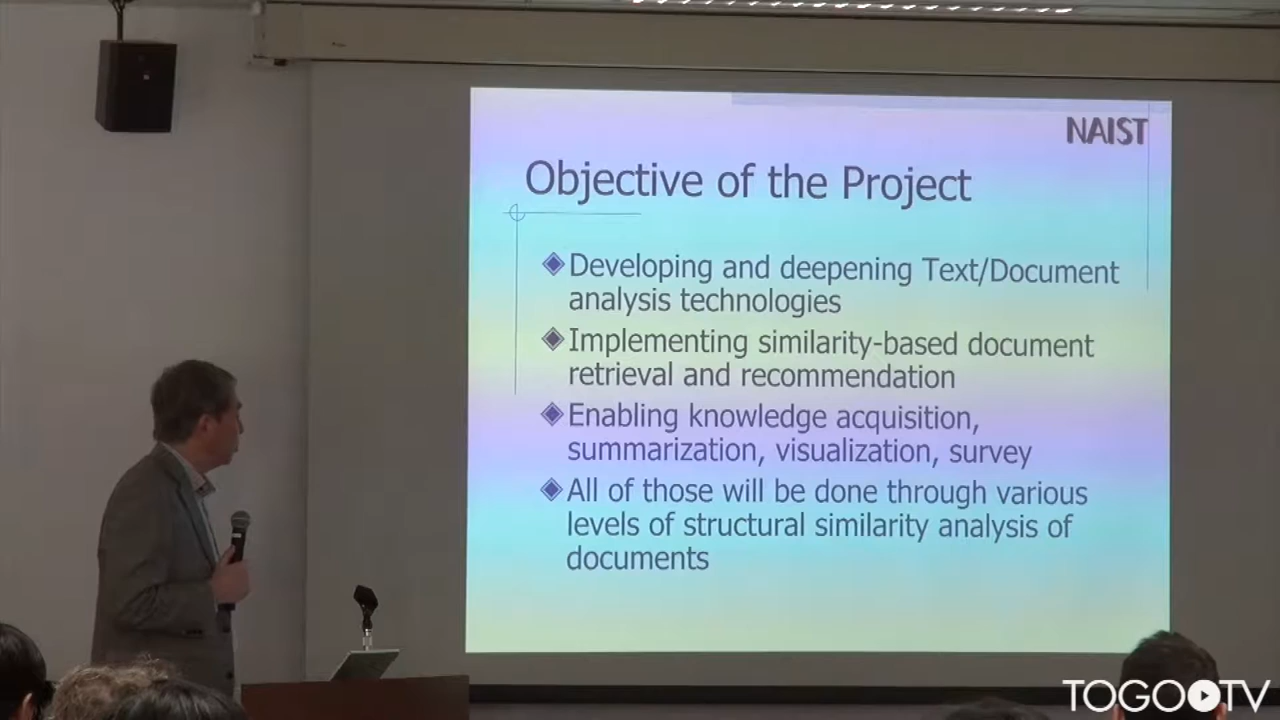 NAIST
Objective of the Project
Developing and deepening Text/Document
analysis technologies
Implementing similarity-based document
retrieval and recommendation
Enabling knowledge acquisition,
summarization, visualization, survey
All of those will be done through various
levels of structural similarity analysis of
documents
TOGOTV